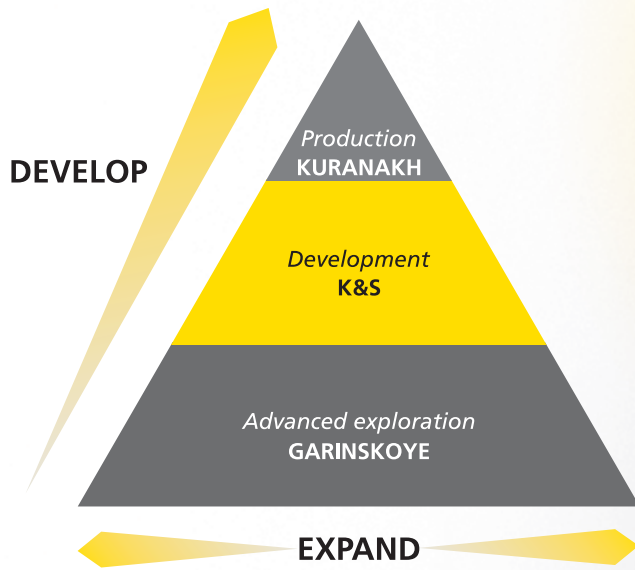 Production
KURANAKH
DEVELOP
Development
K&S
Advanced exploration
GARINSKOYE
EXPAND